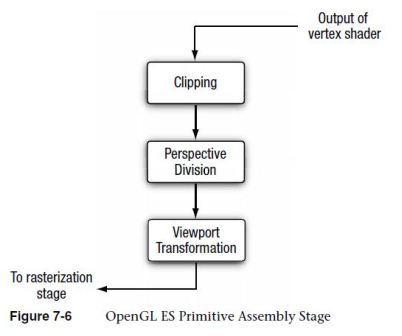 Output of
vertex shader
Clipping
Perspective
Division
Viewport
Transformation
To rasterization
stage
Figure 7-6 OpenGL ES Primitive Assembly Stage